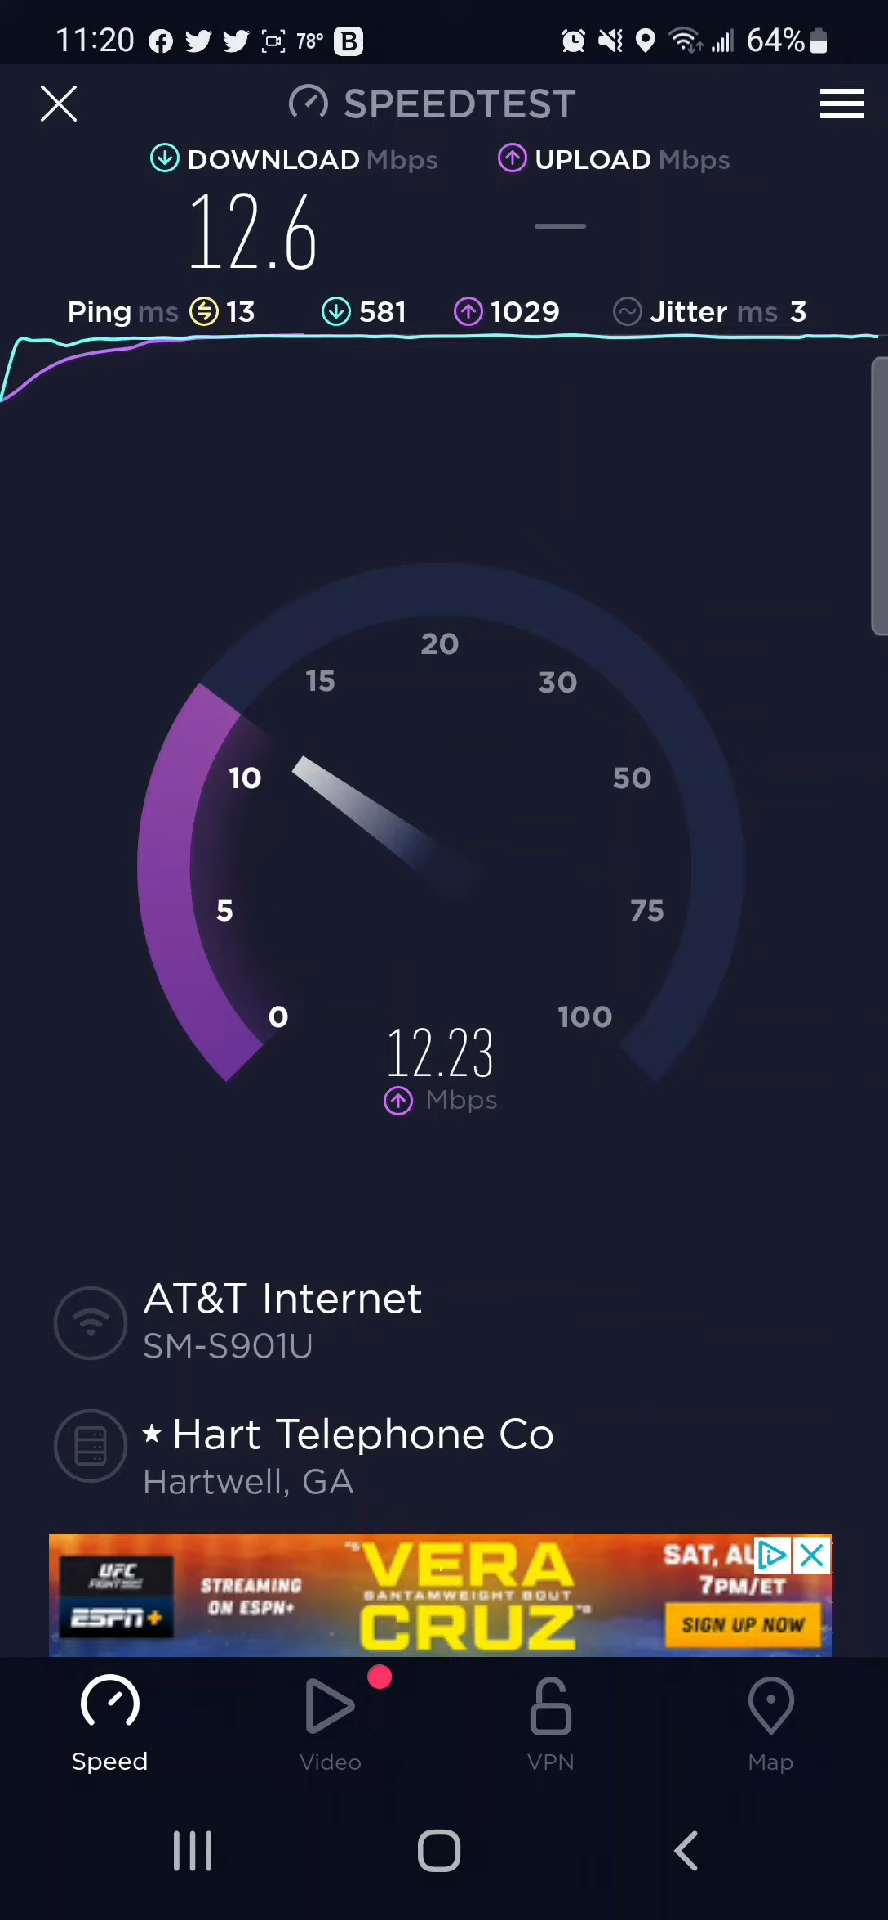 11:20 78° B 64%
SPEEDTEST
DOWNLOAD Mbps UPLOAD Mbps
12.6 —
Ping ms 13 581 1029 Jitter ms 3
20
15 30
10 50
5 75
0 100
12.23
Mbps
AT&T Internet
SM-S901U
★ Hart Telephone Co
Hartwell, GA
UFC
FIGHT NIGHT
ESPN+
STREAMING
ON ESPN+
VERA
BANTAMWEIGHT BOUT
CRUZ
SAT, AU
7PM/ET
SIGN UP NOW
Speed Video VPN Map